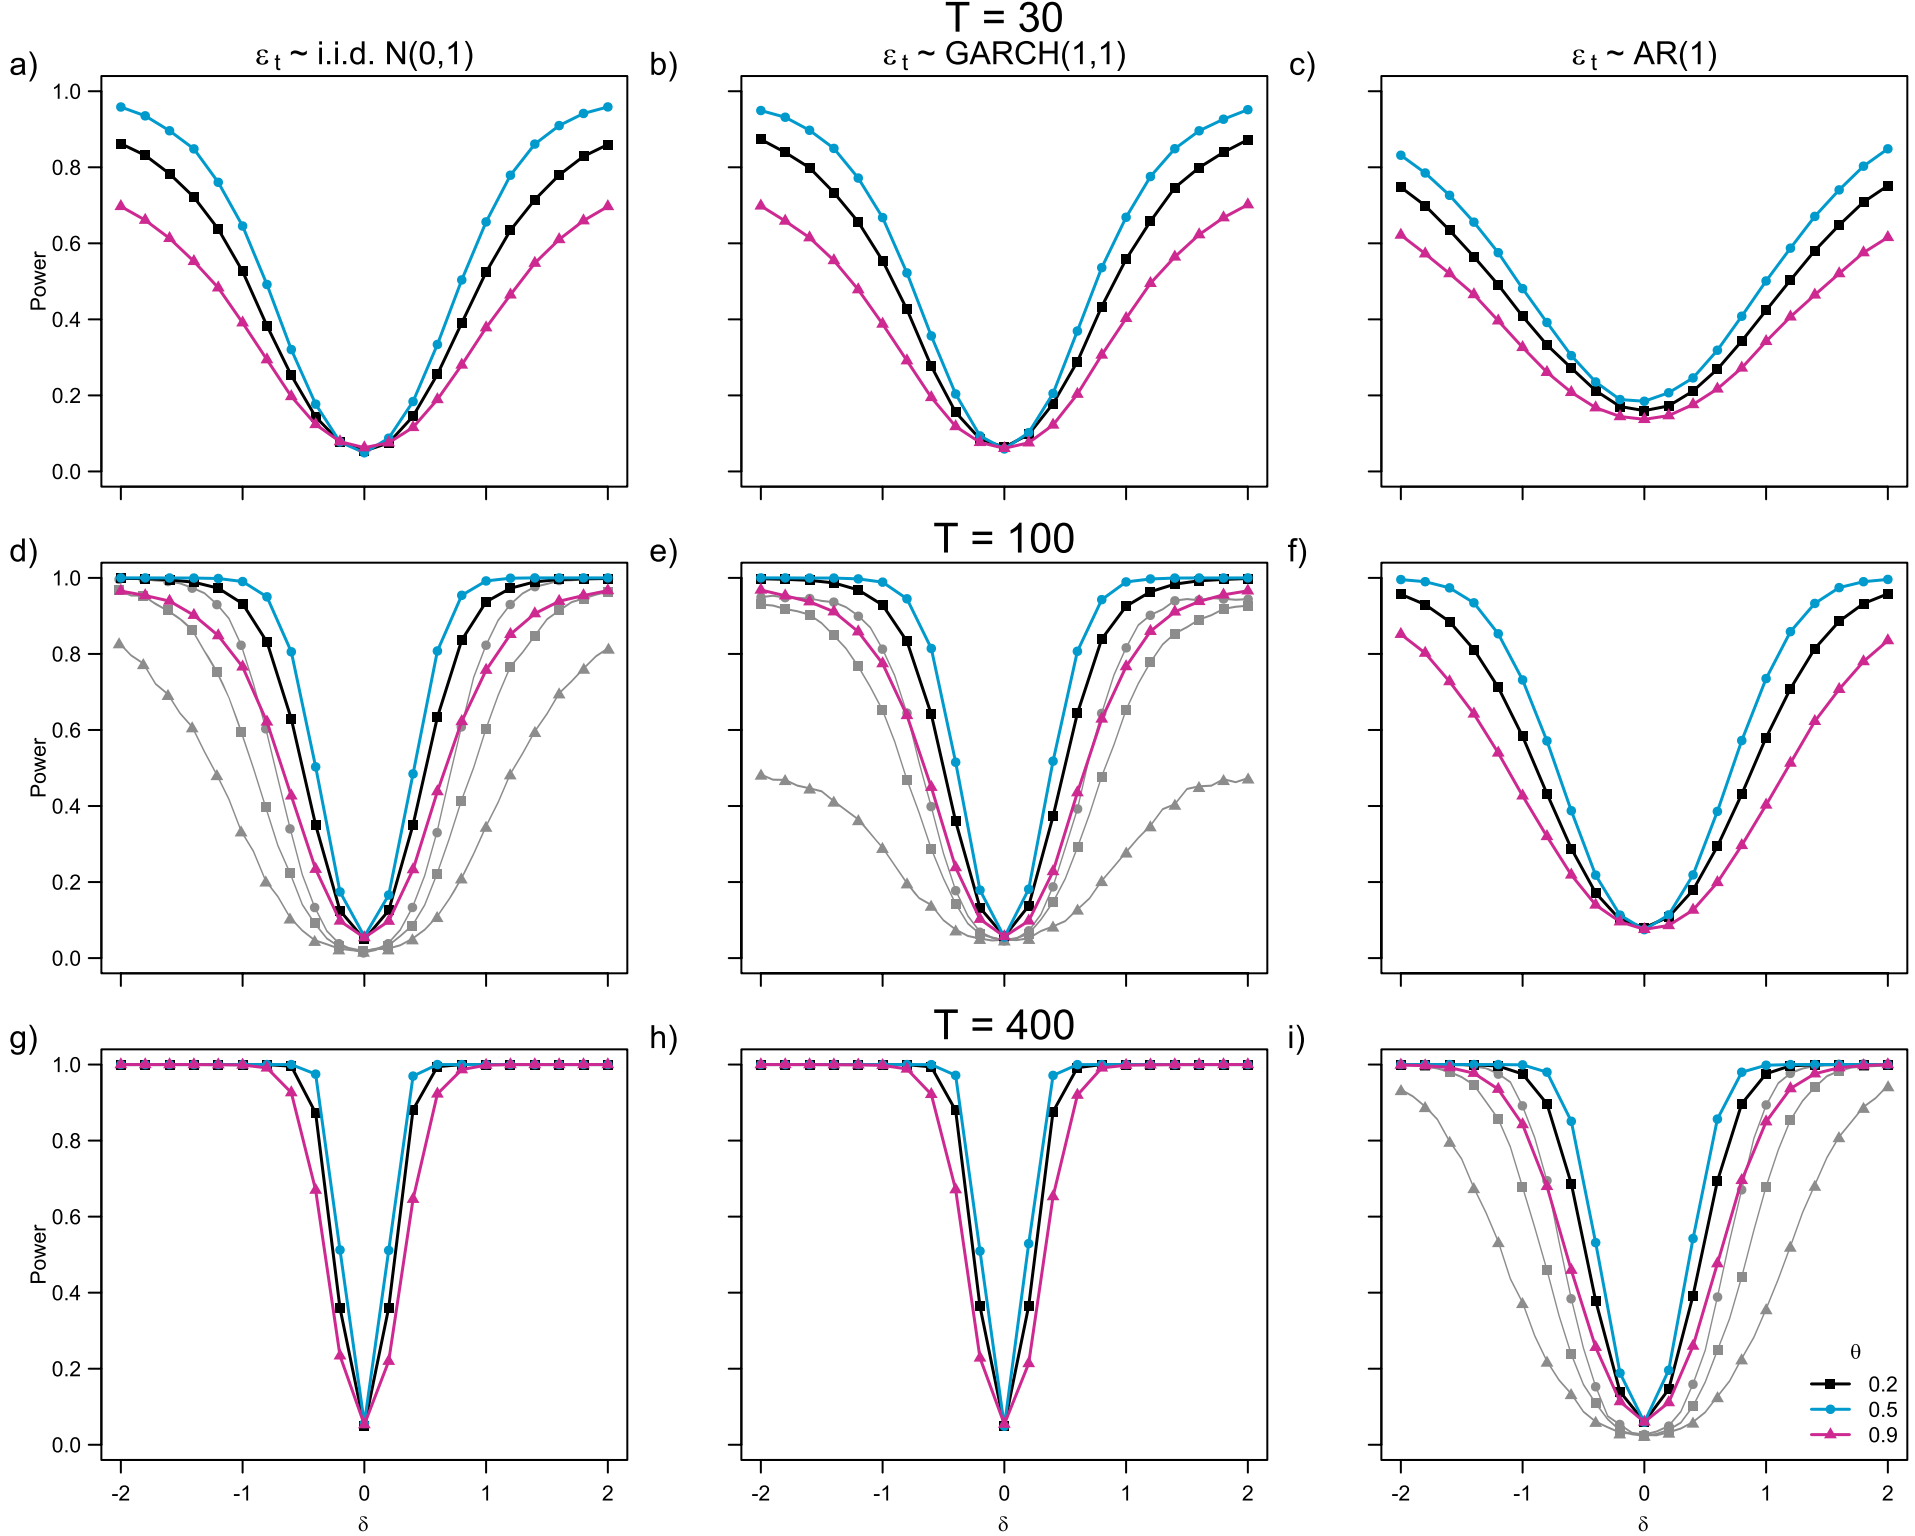 T = 30
a)
εt ~ i.i.d. N(0,1)
b)
εt ~ GARCH(1,1)
c)
εt ~ AR(1)
1.0
0.8
0.6
0.4
0.2
0.0
Power
T = 100
d)
e)
f)
1.0
0.8
0.6
0.4
0.2
0.0
Power
T = 400
g)
h)
i)
1.0
0.8
0.6
0.4
0.2
0.0
Power
θ
0.2
0.5
0.9
-2 -1 0 1 2
δ
-2 -1 0 1 2
δ
-2 -1 0 1 2
δ